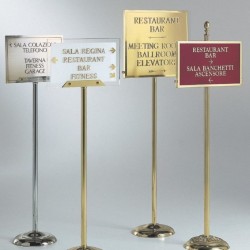 SALA COLAZIONE
TELEFONO
TAVERNA
FITNESS
GARAGE
SALA REGINA
RESTAURANT
BAR
FITNESS
RESTAURANT
BAR
MEETING ROOM
BALLROOM
ELEVATORS
RESTAURANT
BAR
SALA BANCHETTI
ASCENSORE